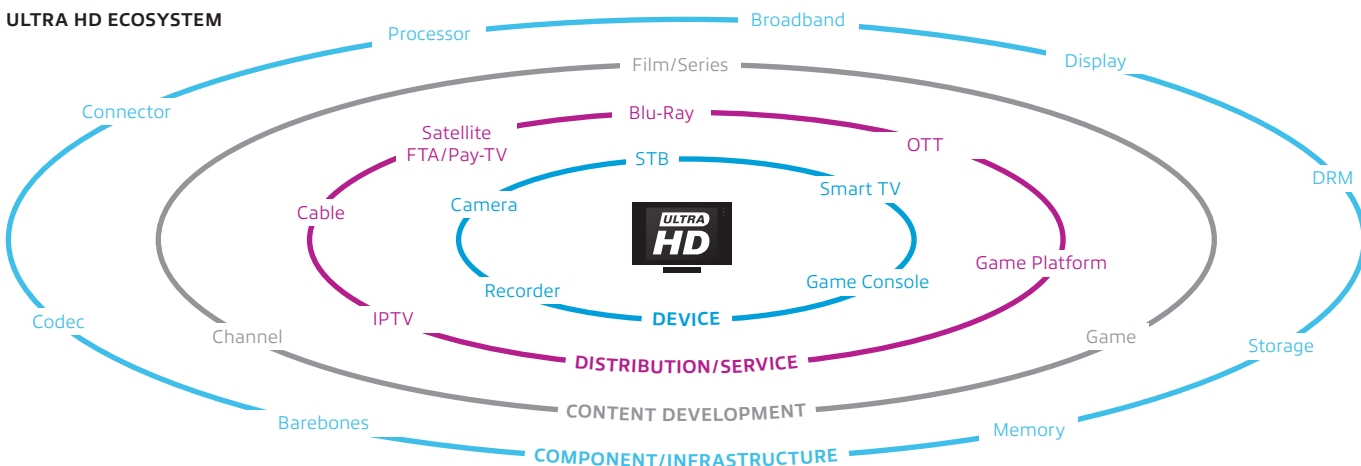 ULTRA HD ECOSYSTEM
Broadband
Processor
Display
Film/Series
Connector
Blu-Ray
Satellite
FTA/Pay-TV
OTT
STB
DRM
Smart TV
Camera
Cable
ULTRA
HD
Game Platform
Game Console
Recorder
IPTV
DEVICE
Codec
Channel
Game
Storage
DISTRIBUTION/SERVICE
CONTENT DEVELOPMENT
Barebones
Memory
COMPONENT/INFRASTRUCTURE